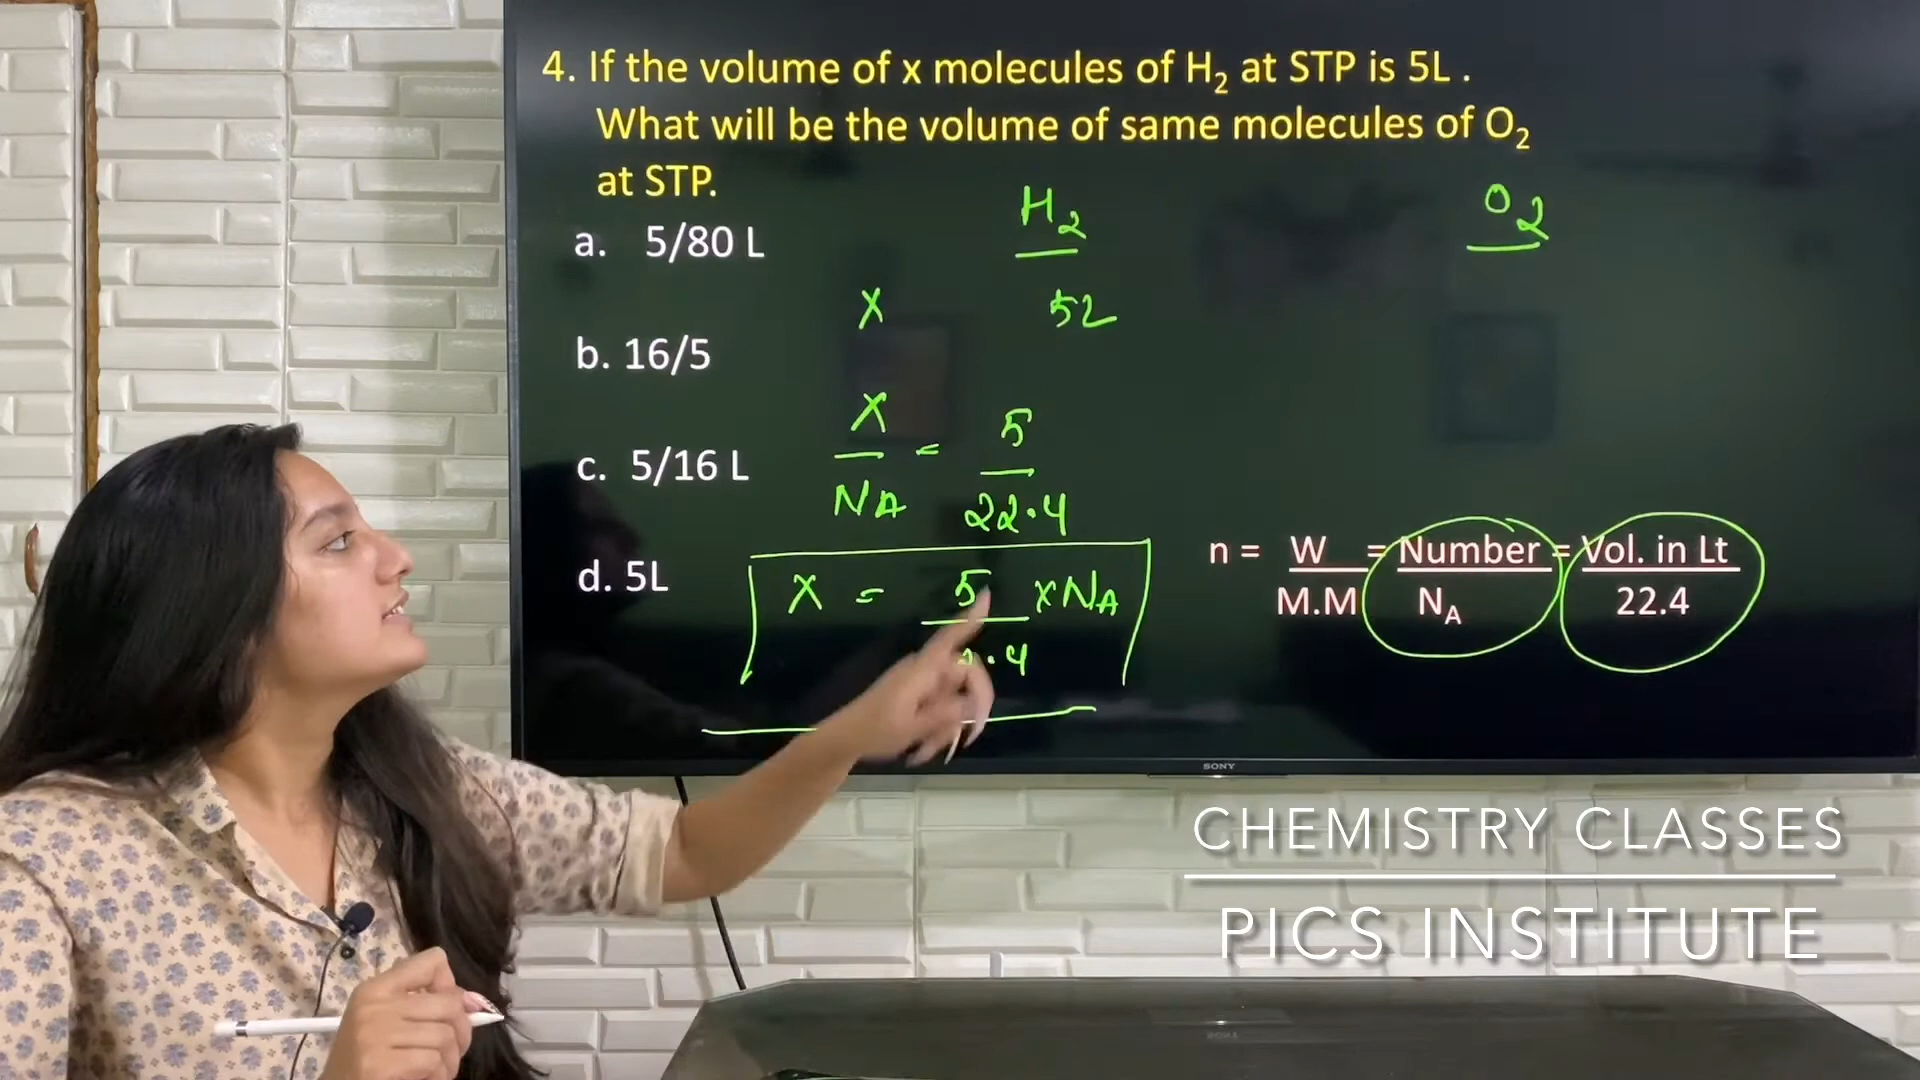 4. If the volume of x molecules of H₂ at STP is 5L .
What will be the volume of same molecules of O₂
at STP.
a. 5/80 L
b. 16/5
c. 5/16 L
d. 5L
H₂
O₂
X
5L
X
NA
=
5
22.4
X = 5 x NA
.4
n = W = Number = Vol. in Lt
M.M NA 22.4
SONY
CHEMISTRY CLASSES
PICS INSTITUTE